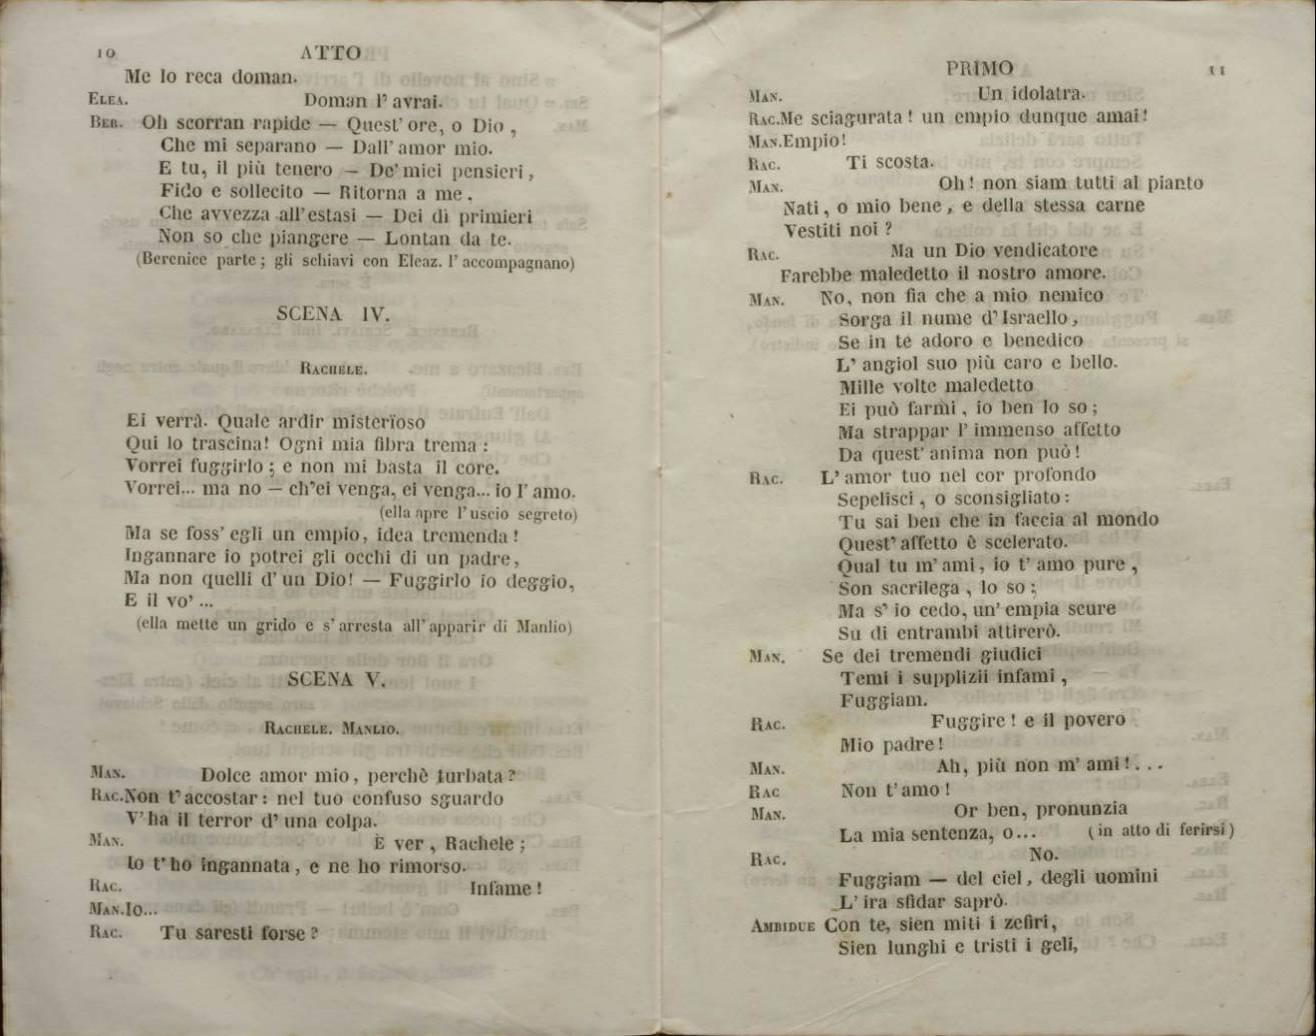 10 ATTO
Me lo reca doman.
ELEA. Doman l' avrai.
BER. Oh scorran rapide — Quest' ore, o Dio ,
Che mi separano — Dall' amor mio.
E tu, il più tenero — De' miei pensieri ,
Fido e sollecito — Ritorna a me .
Che avvezza all' estasi — Dei dì primieri
Non so che piangere — Lontan da te.
(Berenice parte ; gli schiavi con Eleaz. l' accompagnano)
SCENA IV.
RACHELE.
Ei verrà. Quale ardir misterïoso
Qui lo trascina! Ogni mia fibra trema :
Vorrei fuggirlo ; e non mi basta il core.
Vorrei... ma no — ch'ei venga, ei venga... io l' amo.
(ella apre l' uscio segreto)
Ma se foss' egli un empio, idea tremenda !
Ingannare io potrei gli occhi di un padre,
Ma non quelli d' un Dio! — Fuggirlo io deggio,
E il vo' ...
(ella mette un grido e s' arresta all' apparir di Manlio)
SCENA V.
RACHELE. MANLIO.
MAN. Dolce amor mio, perchè turbata ?
RAC. Non t' accostar : nel tuo confuso sguardo
V' ha il terror d' una colpa.
MAN. È ver , Rachele ;
Io t' ho ingannata , e ne ho rimorso.
RAC. Infame !
MAN. Io...
RAC. Tu saresti forse ?
PRIMO 11
MAN. Un idolatra.
RAC. Me sciagurata ! un empio dunque amai !
MAN. Empio !
RAC. Ti scosta.
MAN. Oh ! non siam tutti al pianto
Nati , o mio bene , e della stessa carne
Vestiti noi ?
RAC. Ma un Dio vendicatore
Farebbe maledetto il nostro amore.
MAN. No, non fia che a mio nemico
Sorga il nume d' Israello ,
Se in te adoro e benedico
L' angiol suo più caro e bello.
Mille volte maledetto
Ei può farmi , io ben lo so ;
Ma strappar l' immenso affetto
Da quest' anima non può !
RAC. L' amor tuo nel cor profondo
Sepelisci , o sconsigliato :
Tu sai ben che in faccia al mondo
Quest' affetto è scelerato.
Qual tu m' ami , io t' amo pure ,
Son sacrilega , lo so ;
Ma s' io cedo, un' empia scure
Su di entrambi attirerò.
MAN. Se dei tremendi giudici
Temi i supplizii infami ,
Fuggiam.
RAC. Fuggire ! e il povero
Mio padre !
MAN. Ah, più non m' ami ! . . .
RAC Non t' amo !
MAN. Or ben, pronunzia
La mia sentenza, o... (in atto di ferirsi)
RAC. No.
Fuggiam — del ciel , degli uomini
L' ira sfidar saprò.
AMBIDUE Con te, sien miti i zefiri ,
Sien lunghi e tristi i geli,